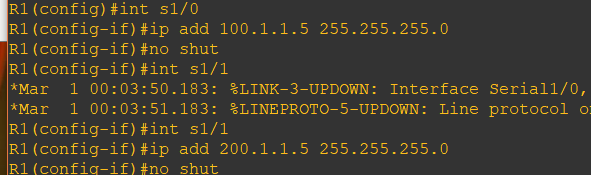 R1(config)#int s1/0
R1(config-if)#ip add 100.1.1.5 255.255.255.0
R1(config-if)#no shut
R1(config-if)#int s1/1
*Mar  1 00:03:50.183: %LINK-3-UPDOWN: Interface Serial1/0,
*Mar  1 00:03:51.183: %LINEPROTO-5-UPDOWN: Line protocol o
R1(config-if)#int s1/1
R1(config-if)#ip add 200.1.1.5 255.255.255.0
R1(config-if)#no shut